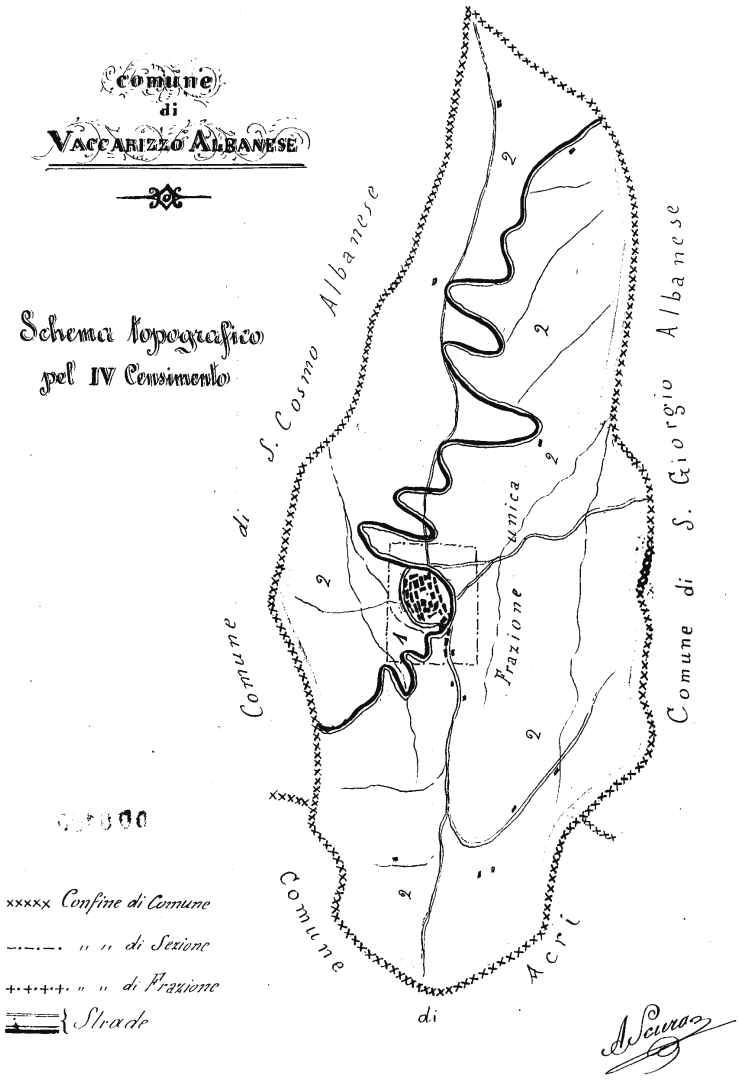 comune
di
VACCARIZZO ALBANESE
Schema topografico
pel IV Censimento
Comune di S. Cosmo Albanese
Comune di S. Giorgio Albanese
Comune di Acri
Frazione unica
2
2
2
2
1
2
2
xxxxx Confine di Comune
—·—·—· " " di Sezione
+·+·+·+· " " di Frazione
} Strade